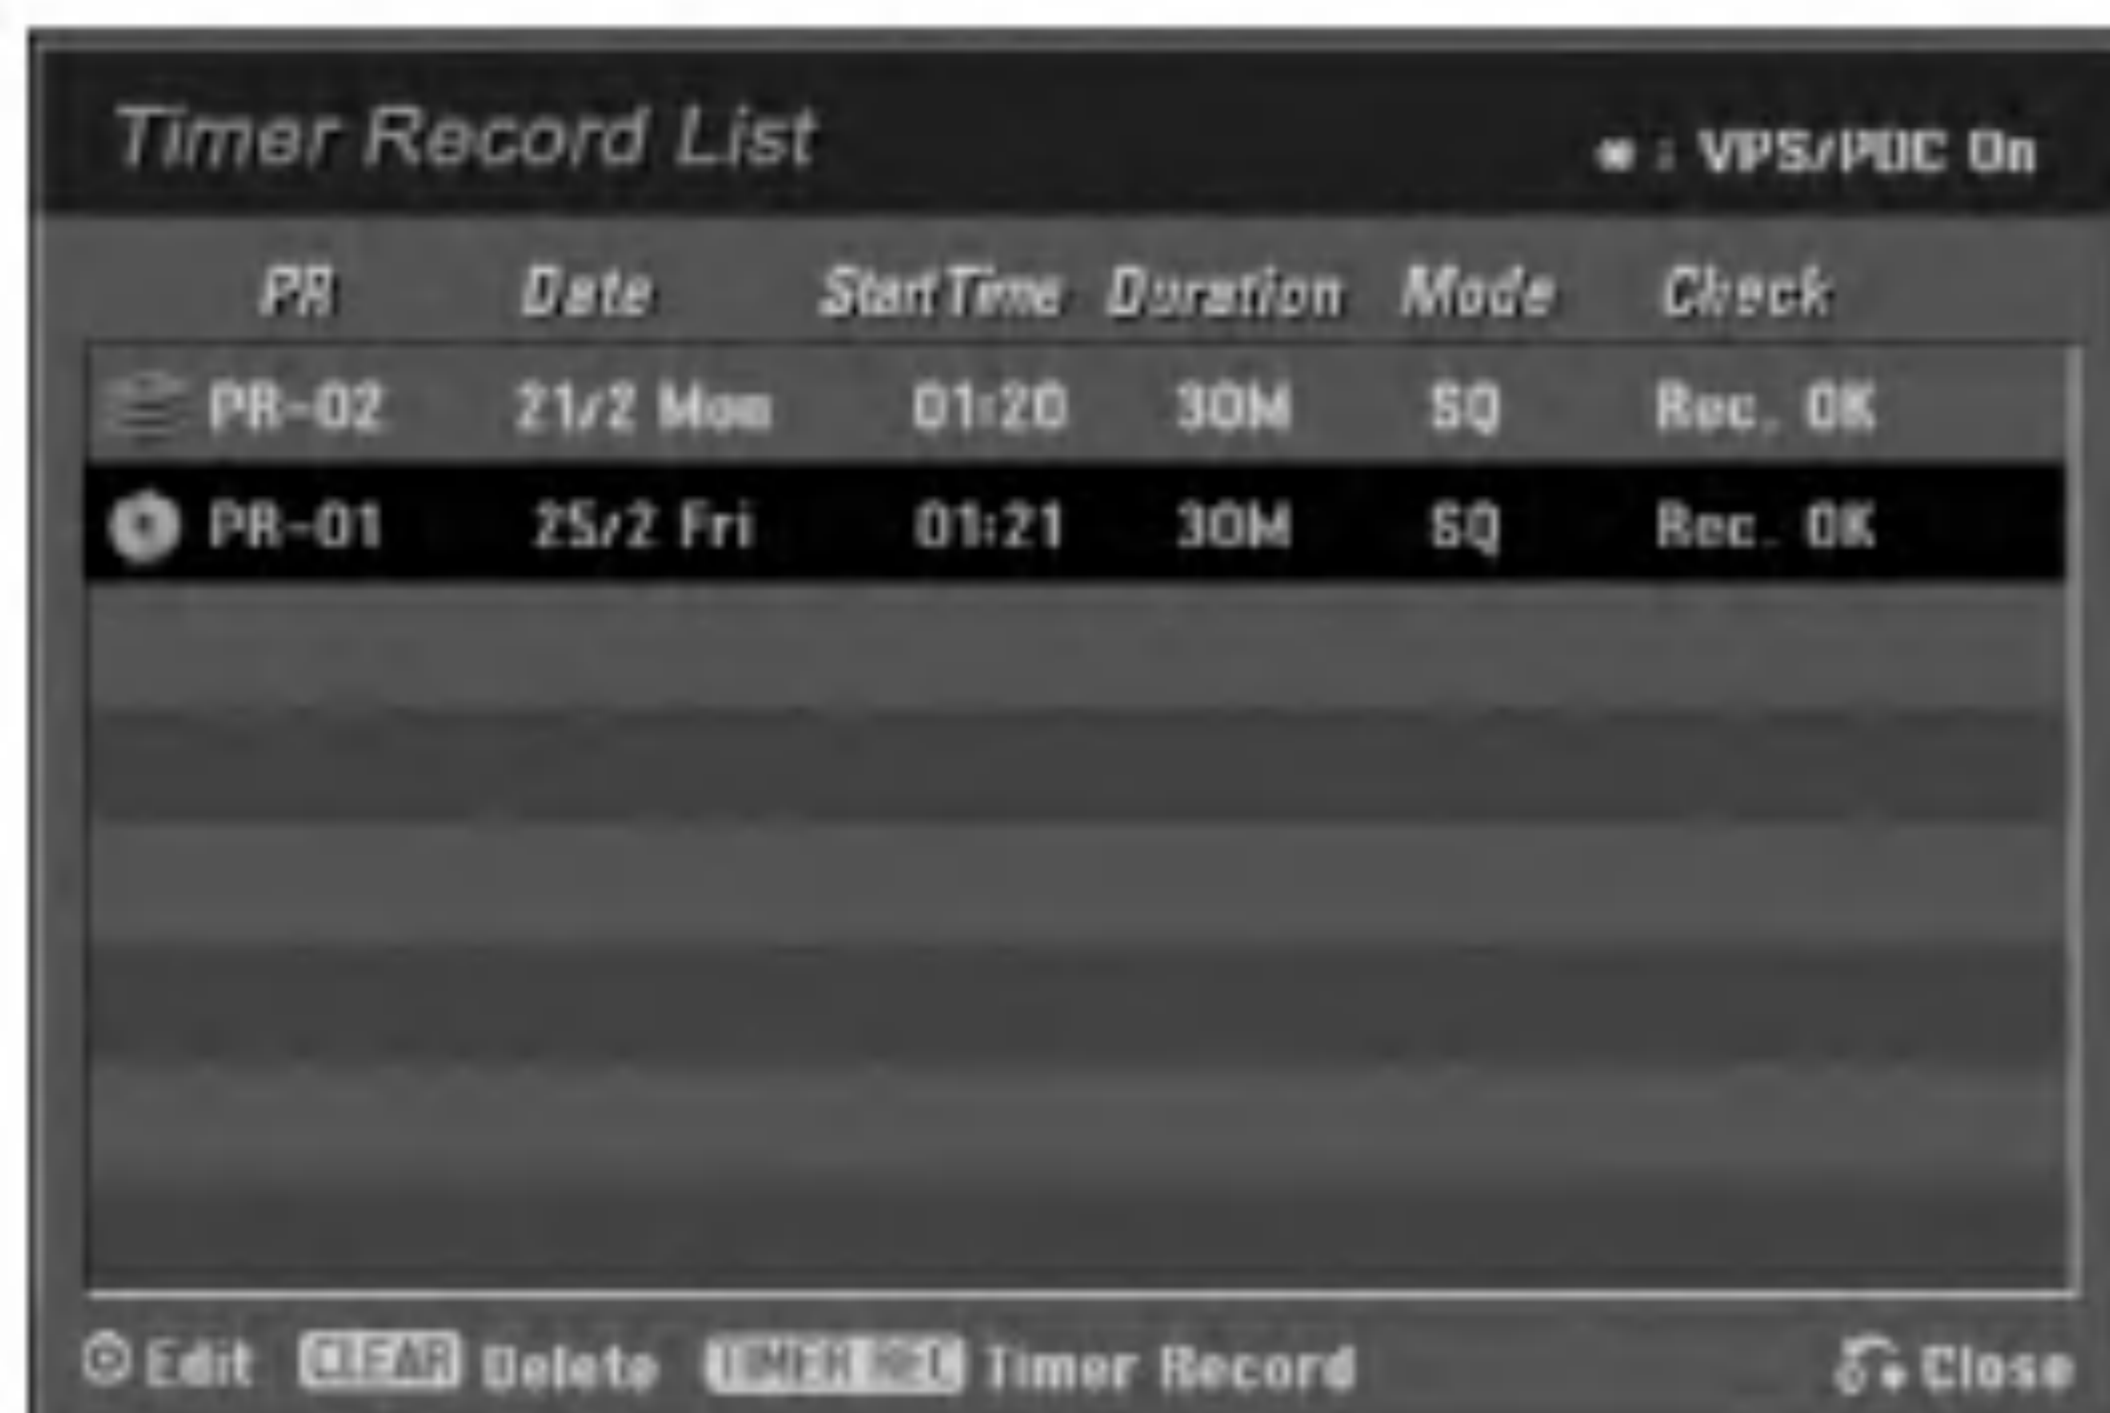 Timer Record List
* : VPS/PDC On
PR Date Start Time Duration Mode Check
PR-02 21/2 Mon 01:20 30M SQ Rec. OK
PR-01 25/2 Fri 01:21 30M SQ Rec. OK
Edit CLEAR Delete TIMER REC Timer Record Close